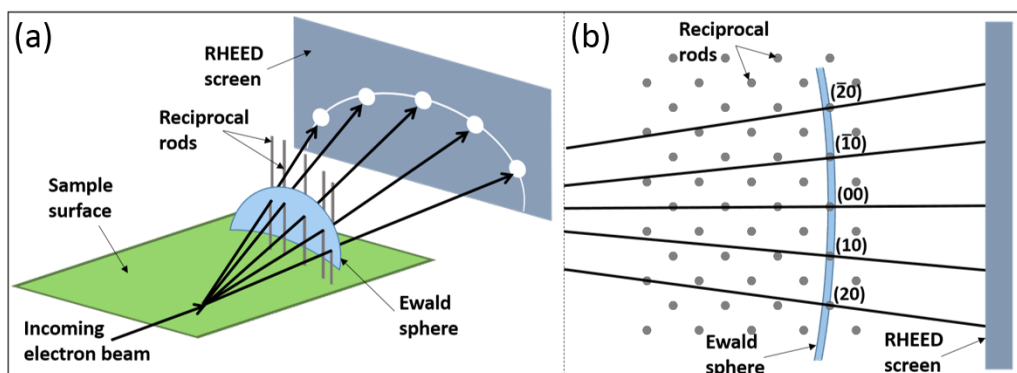 (a)
RHEED
screen
Reciprocal
rods
Sample
surface
Ewald
sphere
Incoming
electron beam
(b)
Reciprocal
rods
(2̅0)
(1̅0)
(00)
(10)
(20)
Ewald
sphere
RHEED
screen